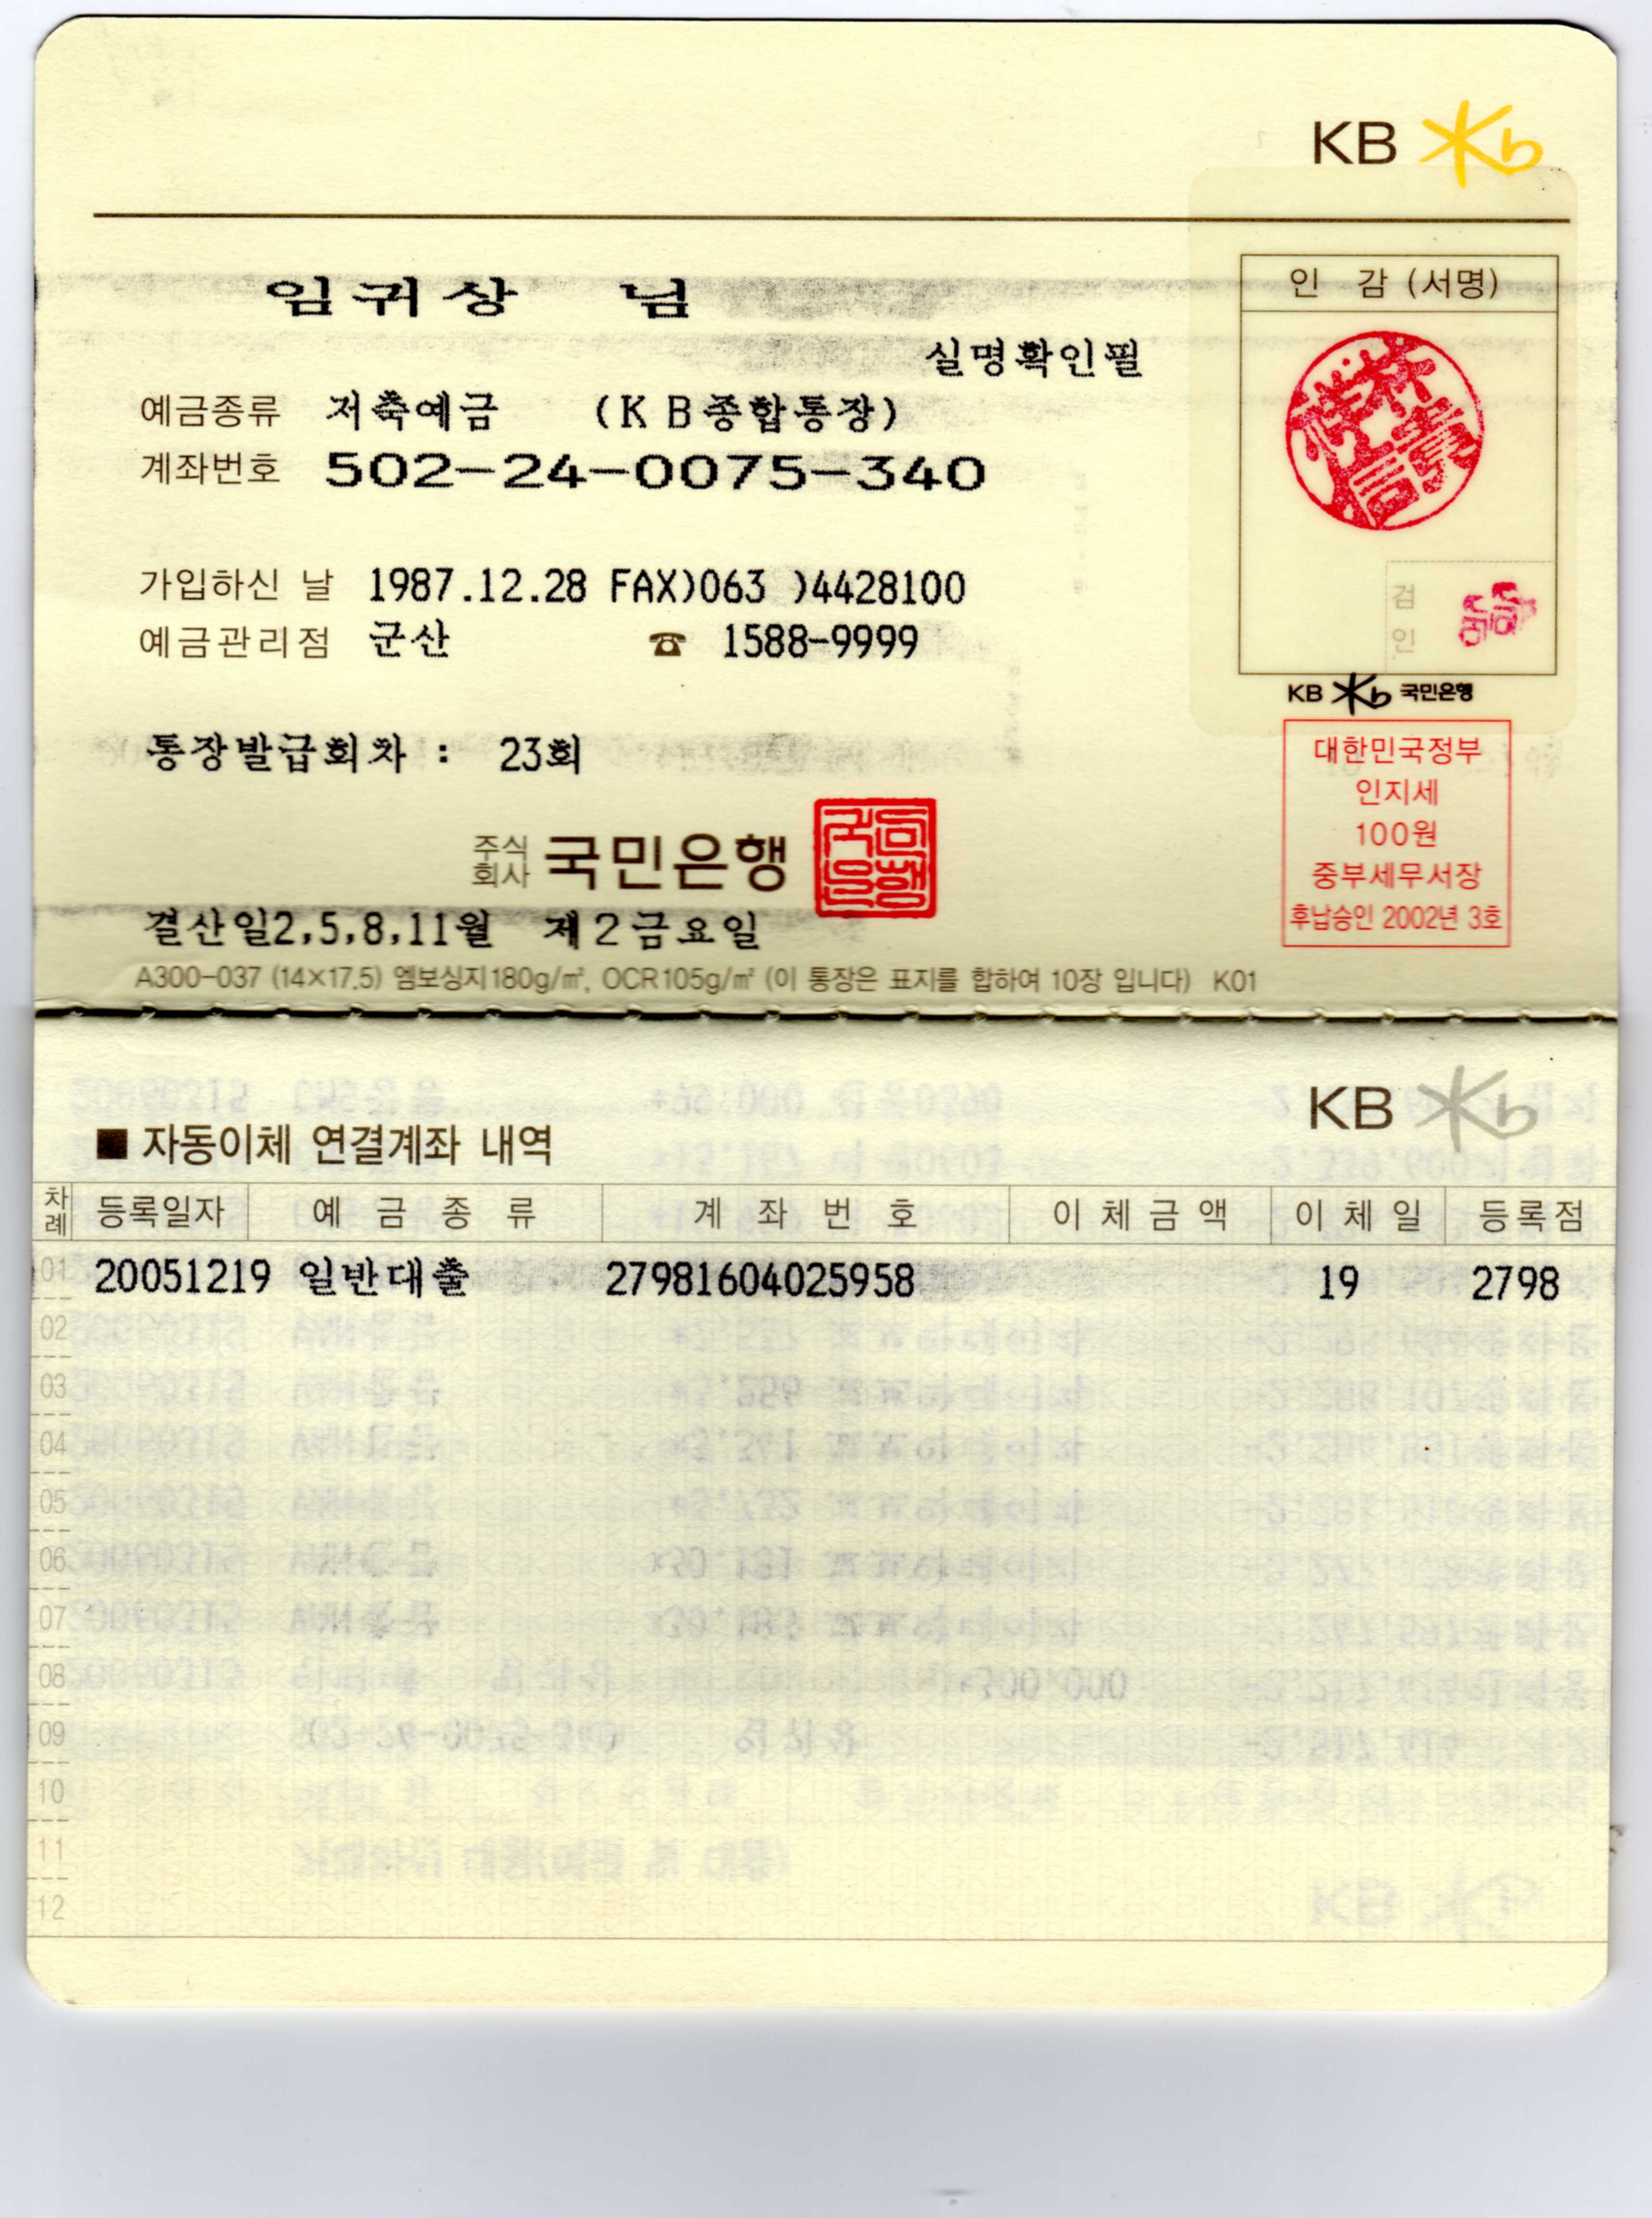 KB Kb
인 감 (서명)
임귀상 님
실명확인필
예금종류 저축예금 (KB종합통장)
계좌번호 502-24-0075-340
가입하신 날 1987.12.28 FAX)063 )4428100
예금관리점 군산 ☎ 1588-9999
검인
KB Kb 국민은행
통장발급회차 : 23회
대한민국정부
인지세
100원
중부세무서장
후납승인 2002년 3호
주식회사 국민은행
결산일2,5,8,11월 제2금요일
A300-037 (14×17.5) 엠보싱지180g/㎡, OCR105g/㎡ (이 통장은 표지를 합하여 10장 입니다) K01
KB Kb
■ 자동이체 연결계좌 내역
차례 등록일자 예금종류 계좌번호 이체금액 이체일 등록점
01 20051219 일반대출 27981604025958 19 2798
02
03
04
05
06
07
08
09
10
11
12